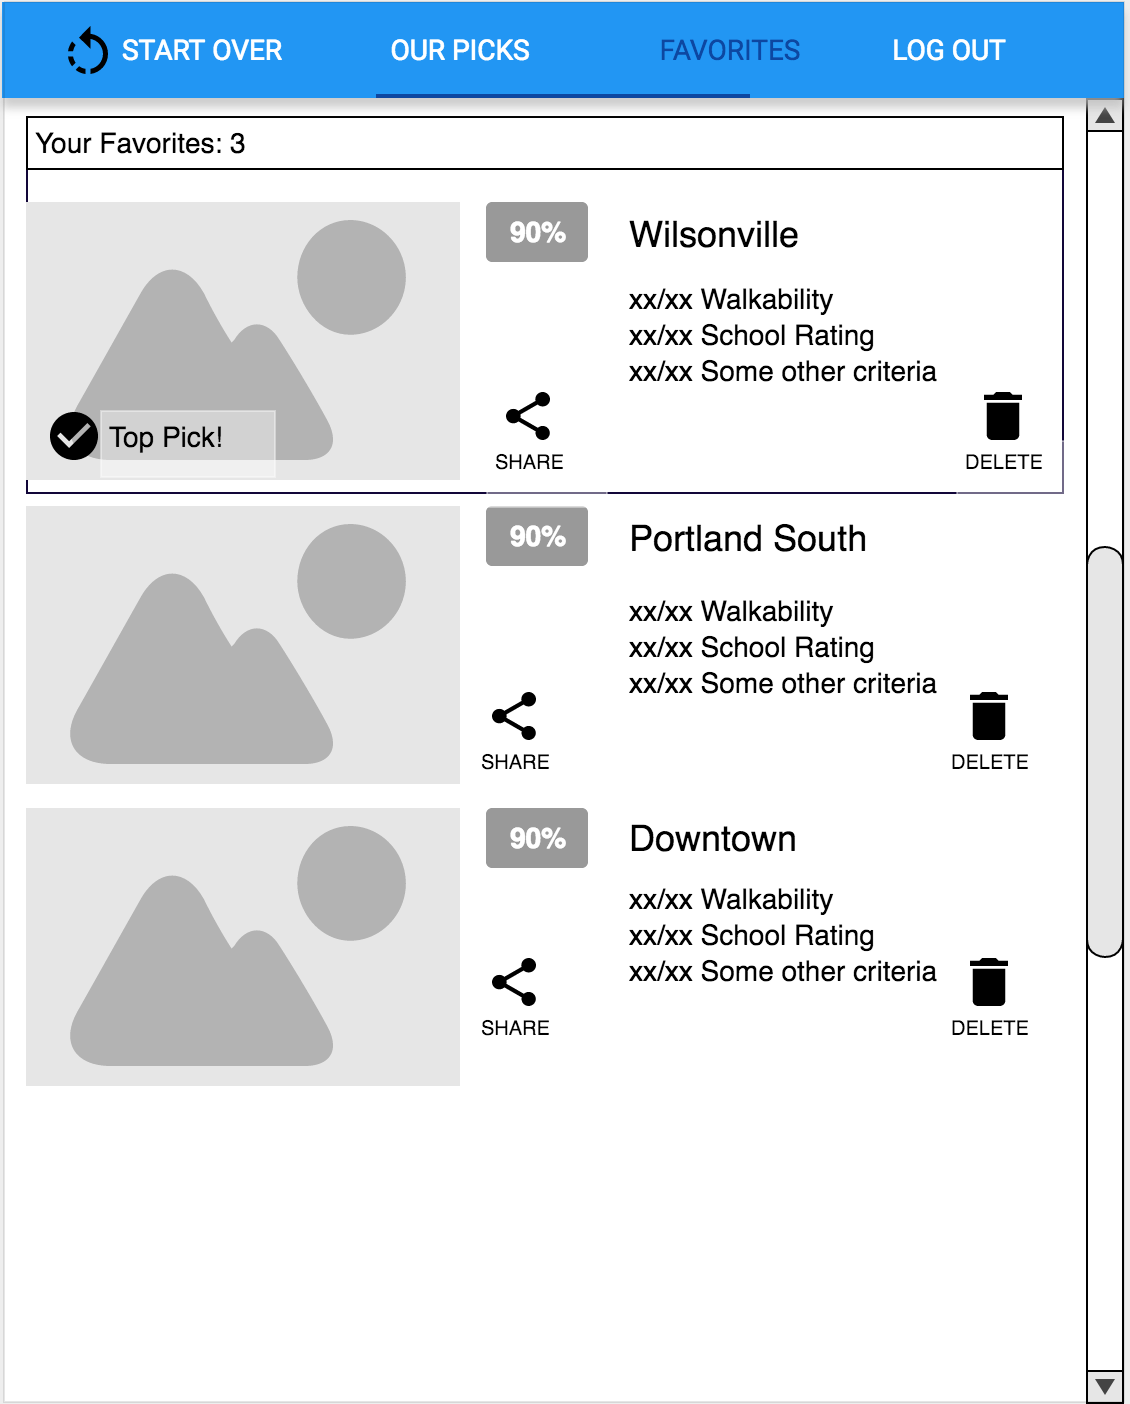 START OVER
OUR PICKS
FAVORITES
LOG OUT
Your Favorites: 3
90%
Wilsonville
xx/xx Walkability
xx/xx School Rating
xx/xx Some other criteria
Top Pick!
SHARE
DELETE
90%
Portland South
xx/xx Walkability
xx/xx School Rating
xx/xx Some other criteria
SHARE
DELETE
90%
Downtown
xx/xx Walkability
xx/xx School Rating
xx/xx Some other criteria
SHARE
DELETE